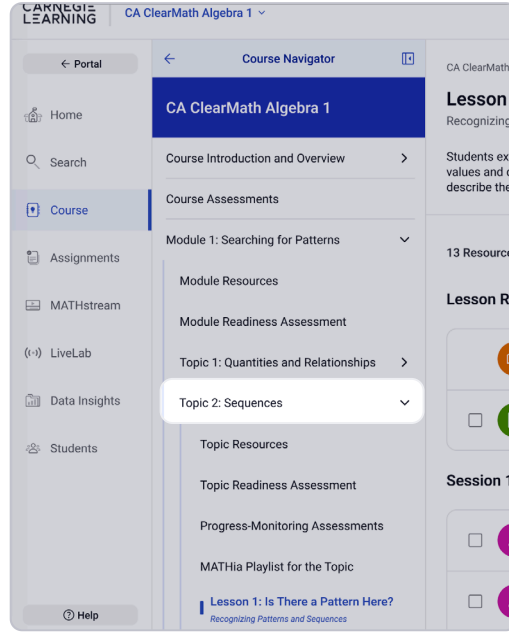 CARNEGIE
LEARNING
CA ClearMath Algebra 1
Portal
Home
Search
Course
Assignments
MATHstream
LiveLab
Data Insights
Students
Help
Course Navigator
CA ClearMath Algebra 1
Course Introduction and Overview
Course Assessments
Module 1: Searching for Patterns
Module Resources
Module Readiness Assessment
Topic 1: Quantities and Relationships
Topic 2: Sequences
Topic Resources
Topic Readiness Assessment
Progress-Monitoring Assessments
MATHia Playlist for the Topic
Lesson 1: Is There a Pattern Here?
Recognizing Patterns and Sequences
CA ClearMath
Lesson
Recognizing
Students ex
values and
describe the
13 Resource
Lesson R
Session 1